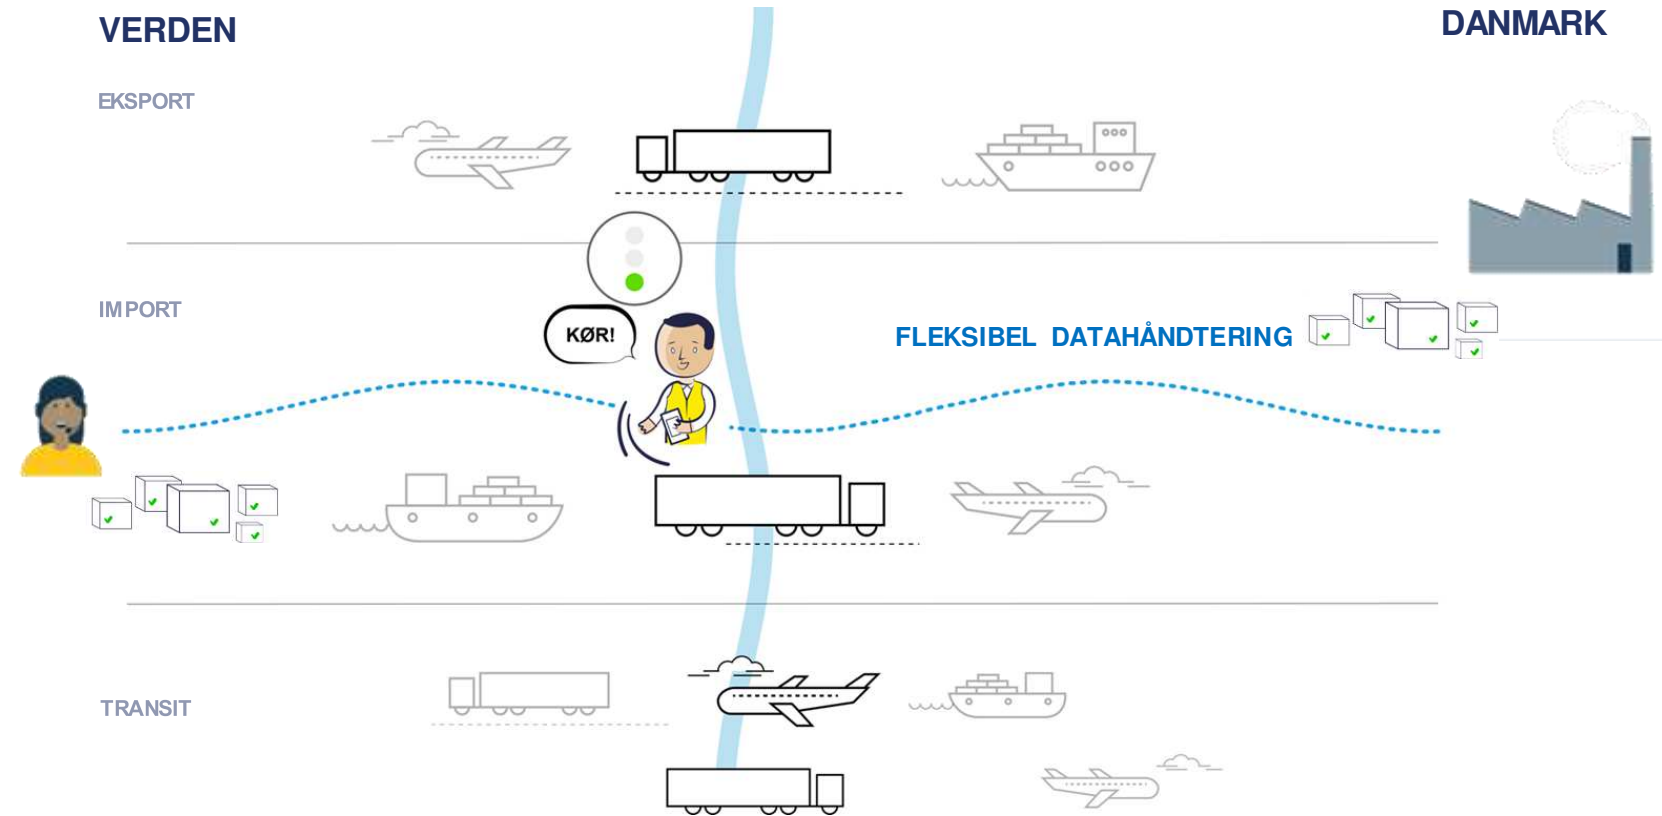 VERDEN
DANMARK
EKSPORT
IMPORT
KØR!
FLEKSIBEL DATAHÅNDTERING
TRANSIT